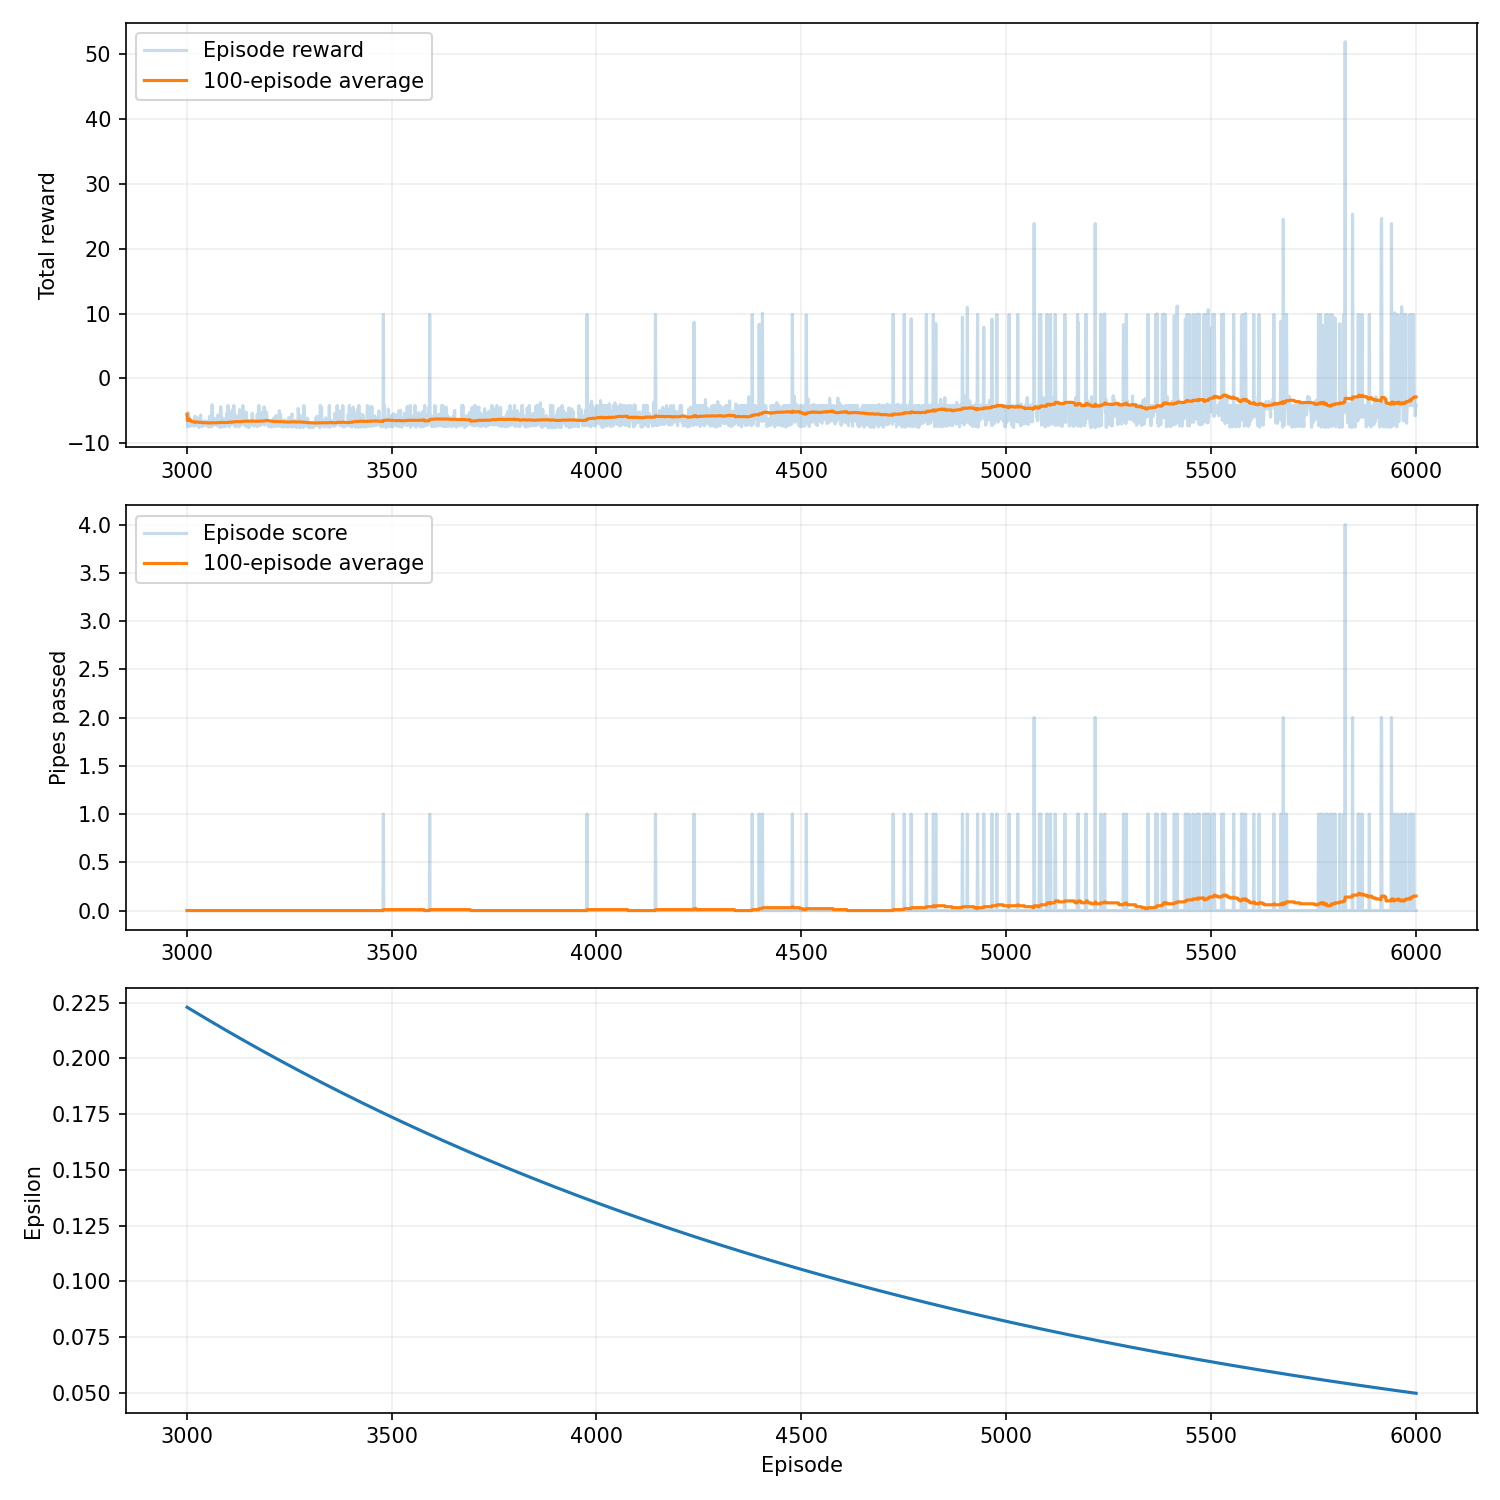 Episode reward
100-episode average
Total reward
50
40
30
20
10
0
−10
3000 3500 4000 4500 5000 5500 6000
Episode score
100-episode average
Pipes passed
4.0
3.5
3.0
2.5
2.0
1.5
1.0
0.5
0.0
3000 3500 4000 4500 5000 5500 6000
Epsilon
0.225
0.200
0.175
0.150
0.125
0.100
0.075
0.050
3000 3500 4000 4500 5000 5500 6000
Episode